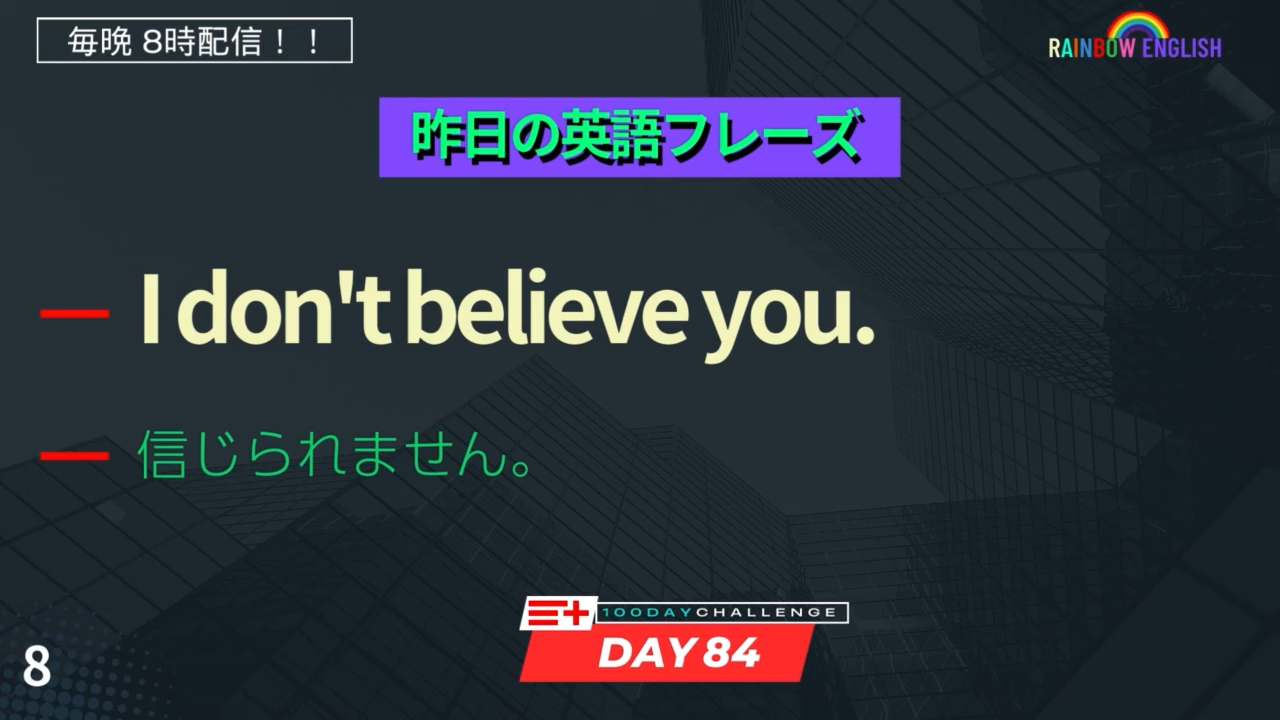 毎晩 8時配信！！
RAINBOW ENGLISH
昨日の英語フレーズ
I don't believe you.
信じられません。
100DAYCHALLENGE
DAY 84
8